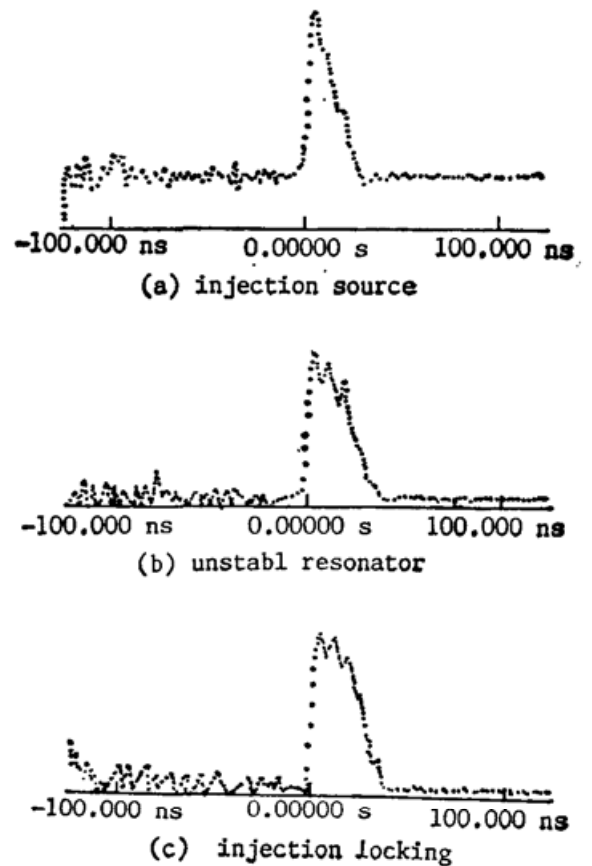 -100.000 ns 0.00000 s 100.000 ns
(a) injection source
-100.000 ns 0.00000 s 100.000 ns
(b) unstabl resonator
-100.000 ns 0.00000 s 100.000 ns
(c) injection locking